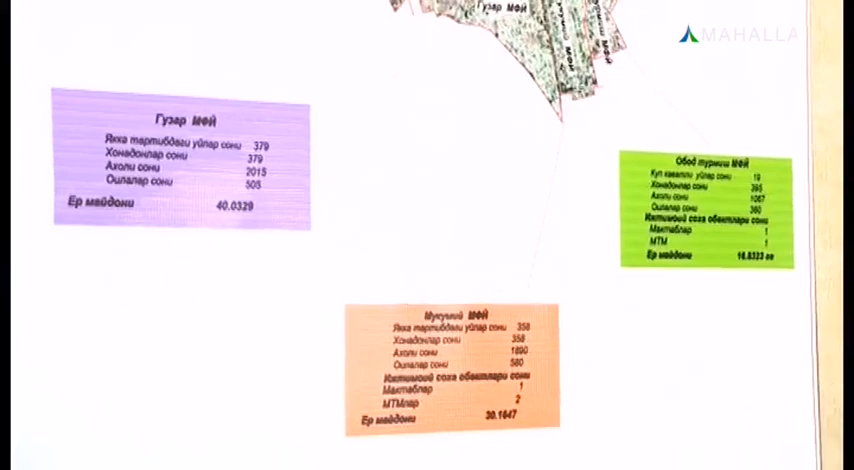 Гузар МФЙ
MAHALLA
Гузар МФЙ
Якка тартибдаги уйлар сони 379
Хонадонлар сони 379
Ахоли сони 2015
Оилалар сони 505
Ер майдони 40.0329
Обод турмиш МФЙ
Куп каватли уйлар сони 19
Хонадонлар сони 395
Ахоли сони 1067
Оилалар сони 360
Ижтимоий соха обектлари сони
Мактаблар 1
МТМ 1
Ер майдони 16.8323 га
Мукумий МФЙ
Якка тартибдаги уйлар сони 358
Хонадонлар сони 358
Ахоли сони 1890
Оилалар сони 580
Ижтимоий соха обектлари сони
Мактаблар 1
МТМлар 2
Ер майдони 30.1647